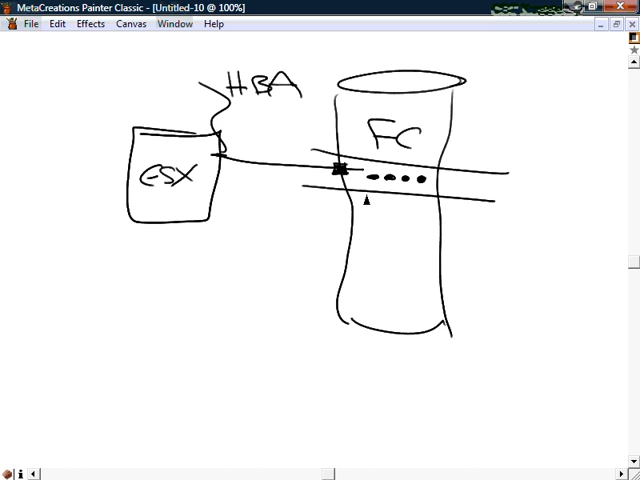 MetaCreations Painter Classic - [Untitled-10 @ 100%]
File Edit Effects Canvas Window Help
HBA
FC
ESX